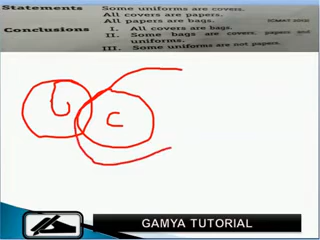 Statements Some uniforms are covers.
All covers are papers.
All papers are bags.
Conclusions I. All covers are bags.
II. Some bags are covers, papers and
uniforms.
III. Some uniforms are not papers.
U C
GAMYA TUTORIAL